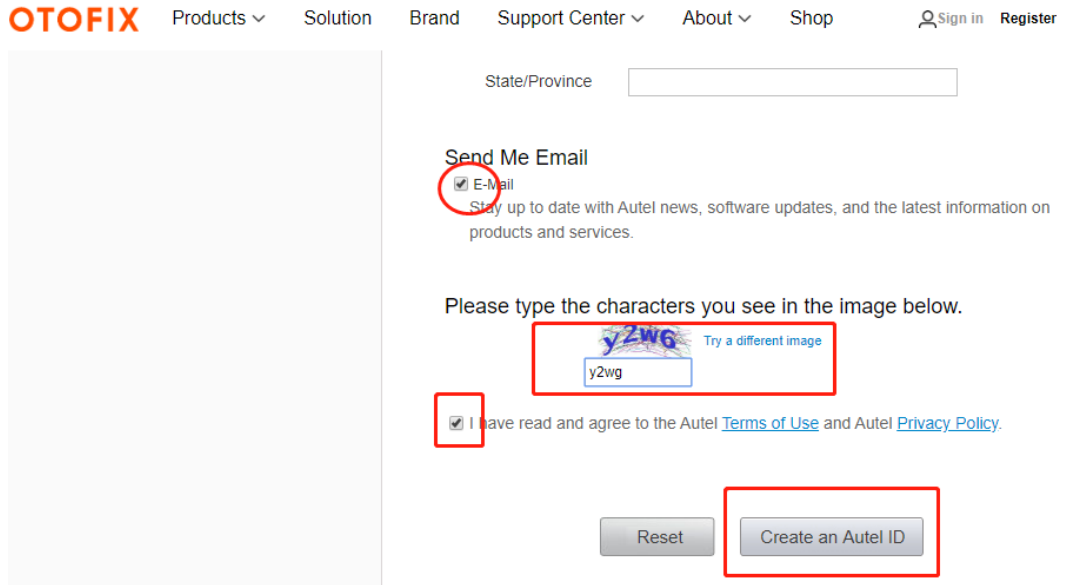 OTOFIX Products Solution Brand Support Center About Shop Sign in Register
State/Province
Send Me Email
E-Mail
Stay up to date with Autel news, software updates, and the latest information on
products and services.
Please type the characters you see in the image below.
y2w6 Try a different image
y2wg
I have read and agree to the Autel Terms of Use and Autel Privacy Policy.
Reset Create an Autel ID